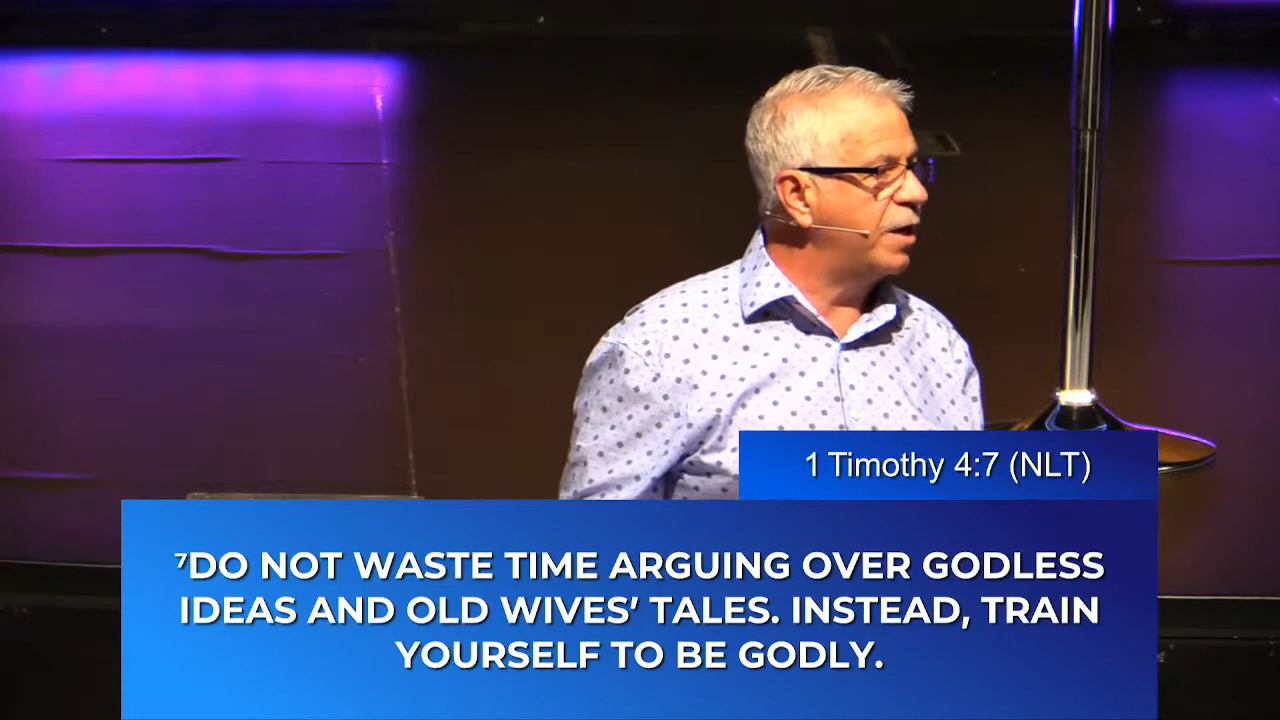 1 Timothy 4:7 (NLT)
⁷DO NOT WASTE TIME ARGUING OVER GODLESS
IDEAS AND OLD WIVES’ TALES. INSTEAD, TRAIN
YOURSELF TO BE GODLY.